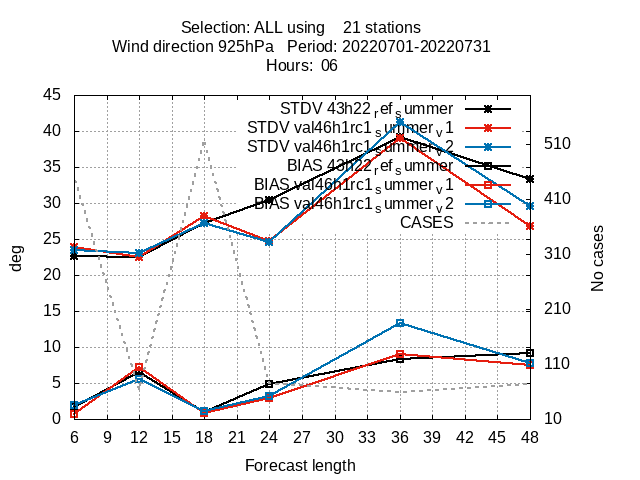 Selection: ALL using    21 stations
Wind direction 925hPa   Period: 20220701-20220731
Hours:  06
STDV 43h22_ref_summer
STDV val46h1rc1_summer_v1
STDV val46h1rc1_summer_v2
BIAS 43h22_ref_summer
BIAS val46h1rc1_summer_v1
BIAS val46h1rc1_summer_v2
CASES
45
40
35
30
25
20
15
10
5
0
deg
510
410
310
210
110
10
No cases
6 9 12 15 18 21 24 27 30 33 36 39 42 45 48
Forecast length